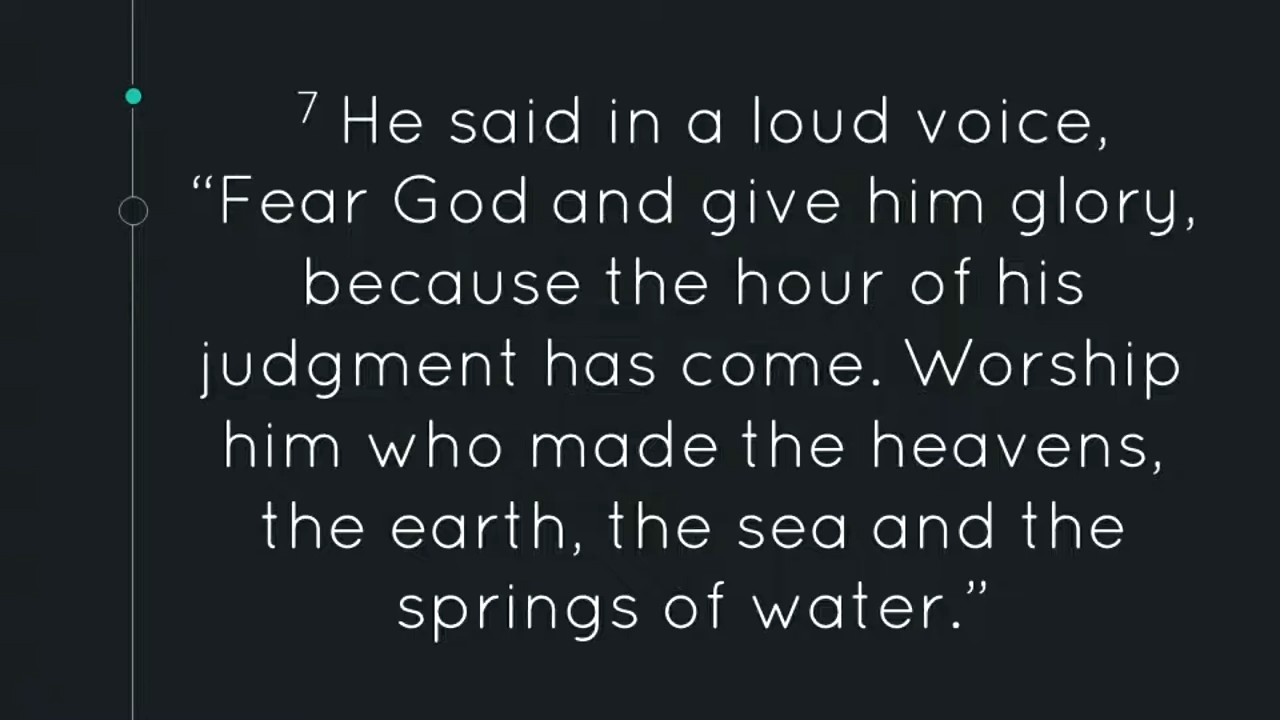 7 He said in a loud voice,
“Fear God and give him glory,
because the hour of his
judgment has come. Worship
him who made the heavens,
the earth, the sea and the
springs of water.”